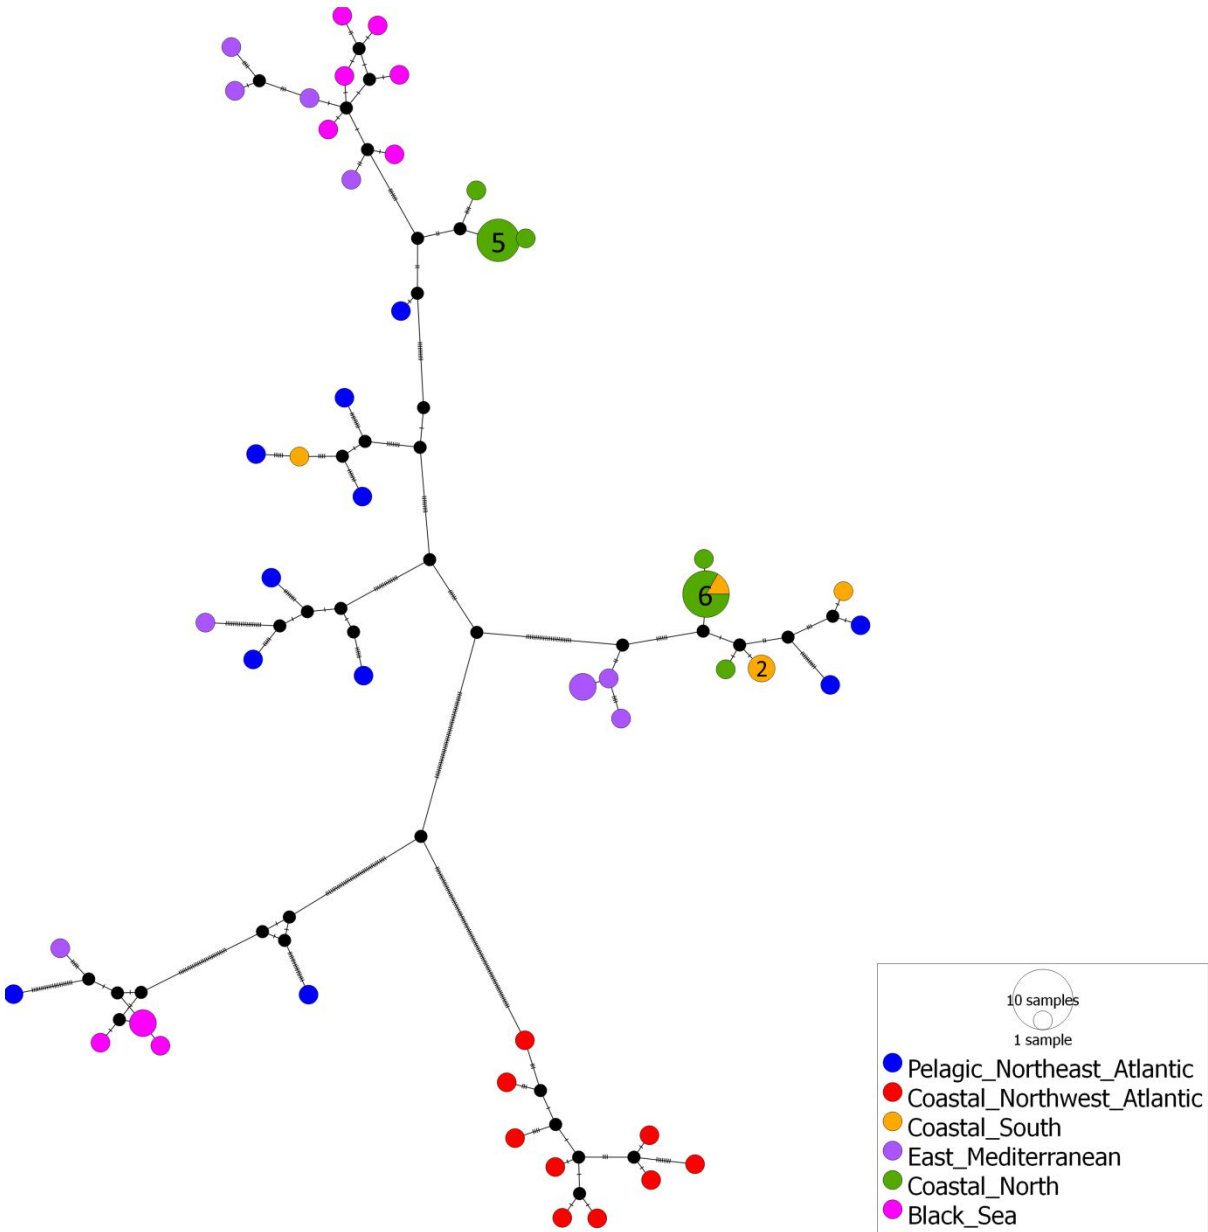 5
6
2
10 samples
1 sample
Pelagic_Northeast_Atlantic
Coastal_Northwest_Atlantic
Coastal_South
East_Mediterranean
Coastal_North
Black_Sea